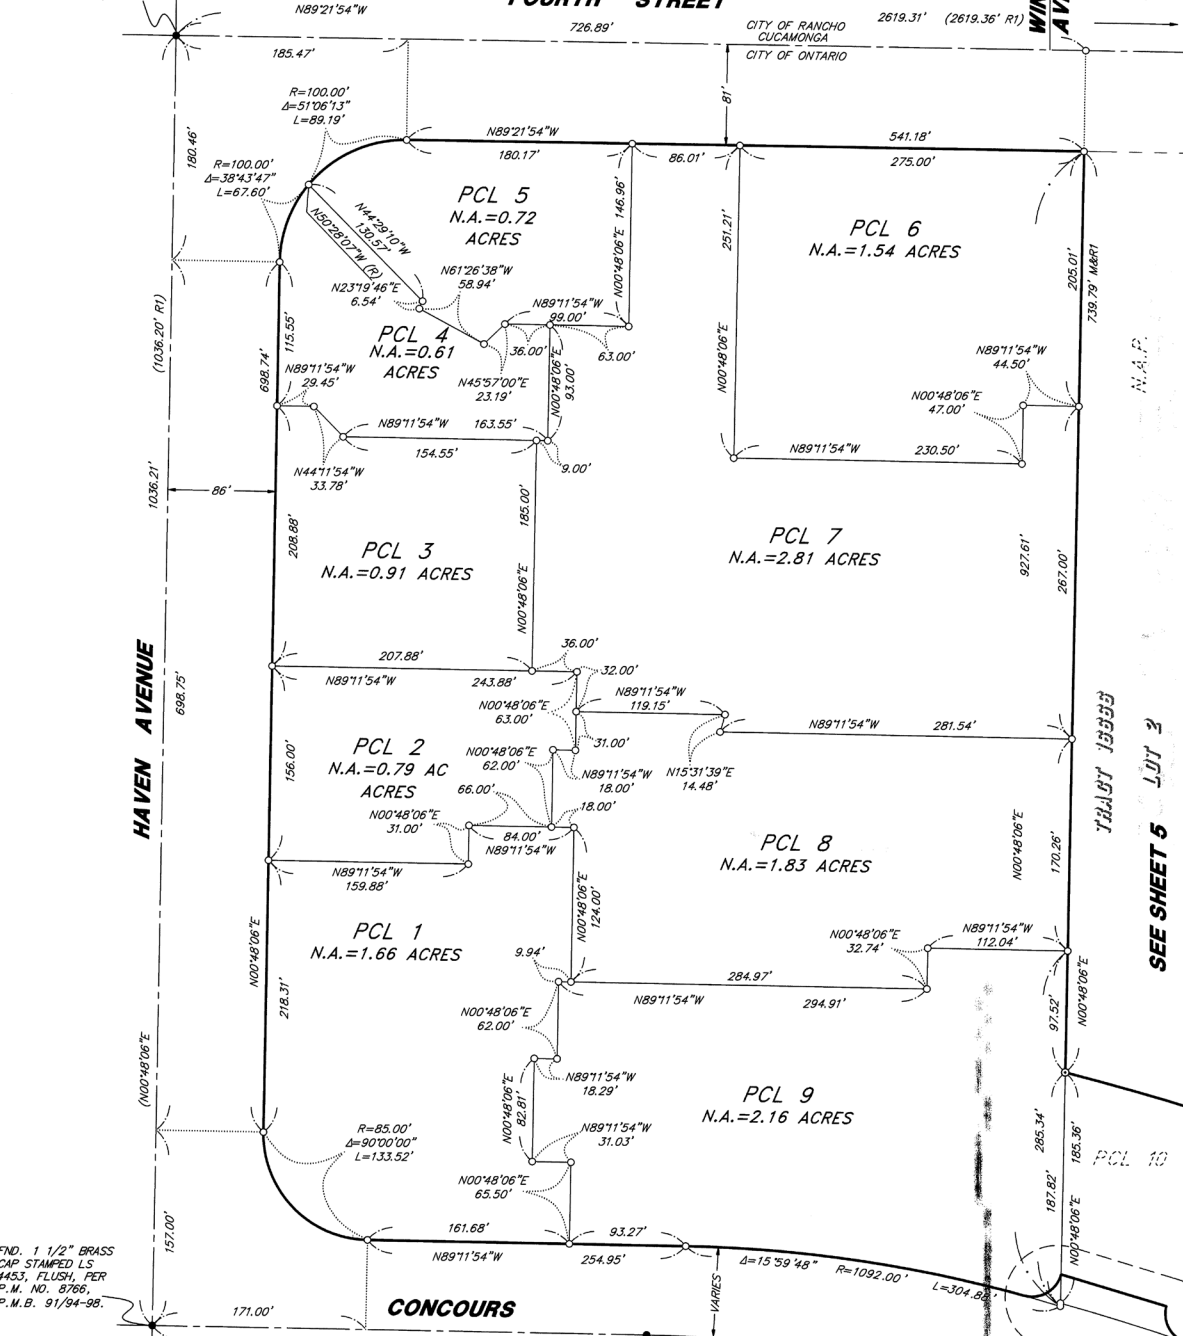 FOURTH STREET
N89°21'54"W
726.89'
CITY OF RANCHO
CUCAMONGA
CITY OF ONTARIO
2619.31' (2619.36' R1)
WIN
AV
185.47'
R=100.00'
Δ=51°06'13"
L=89.19'
180.46'
R=100.00'
Δ=38°43'47"
L=67.60'
N89°21'54"W
180.17'
86.01'
81'
541.18'
275.00'
PCL 5
N.A.=0.72
ACRES
N44°29'10"W
130.57'
N50°28'07"W (R)
N00°48'06"E 146.96'
251.21'
N00°48'06"E
PCL 6
N.A.=1.54 ACRES
205.01'
739.79' M&R1
N.A.P.
N61°26'38"W
58.94'
N23°19'46"E
6.54'
PCL 4
N.A.=0.61
ACRES
N89°11'54"W
99.00'
36.00'
63.00'
N45°57'00"E
23.19'
N00°48'06"E
93.00'
(1036.20' R1)
698.74'
115.55'
N89°11'54"W
29.45'
N89°11'54"W 163.55'
154.55'
9.00'
N44°11'54"W
33.78'
N89°11'54"W
44.50'
N00°48'06"E
47.00'
N89°11'54"W 230.50'
1036.21'
86'
208.88'
185.00'
N00°48'06"E
PCL 3
N.A.=0.91 ACRES
PCL 7
N.A.=2.81 ACRES
927.61'
267.00'
HAVEN AVENUE
698.75'
207.88'
N89°11'54"W 243.88'
36.00'
32.00'
N00°48'06"E
63.00'
N89°11'54"W
119.15'
31.00'
N89°11'54"W 281.54'
N15°31'39"E
14.48'
156.00'
PCL 2
N.A.=0.79 AC
ACRES
N00°48'06"E
62.00'
N89°11'54"W
18.00'
66.00'
18.00'
N00°48'06"E
31.00'
84.00'
N89°11'54"W
N89°11'54"W
159.88'
PCL 8
N.A.=1.83 ACRES
N00°48'06"E
170.26'
TRACT 16666
LOT 2
SEE SHEET 5
N00°48'06"E
218.31'
PCL 1
N.A.=1.66 ACRES
N00°48'06"E
124.00'
N00°48'06"E
32.74'
N89°11'54"W
112.04'
9.94'
284.97'
N89°11'54"W 294.91'
N00°48'06"E
62.00'
97.52'
N00°48'06"E
(N00°48'06"E
N00°48'06"E
82.81'
N89°11'54"W
18.29'
PCL 9
N.A.=2.16 ACRES
R=85.00'
Δ=90°00'00"
L=133.52'
N89°11'54"W
31.03'
N00°48'06"E
65.50'
285.34'
185.36'
PCL 10
187.82'
N00°48'06"E
157.00'
161.68'
93.27'
N89°11'54"W 254.95'
Δ=15°59'48" R=1092.00' L=304.88'
VARIES
FND. 1 1/2" BRASS
CAP STAMPED LS
4453, FLUSH, PER
P.M. NO. 8766,
P.M.B. 91/94-98.
171.00'
CONCOURS